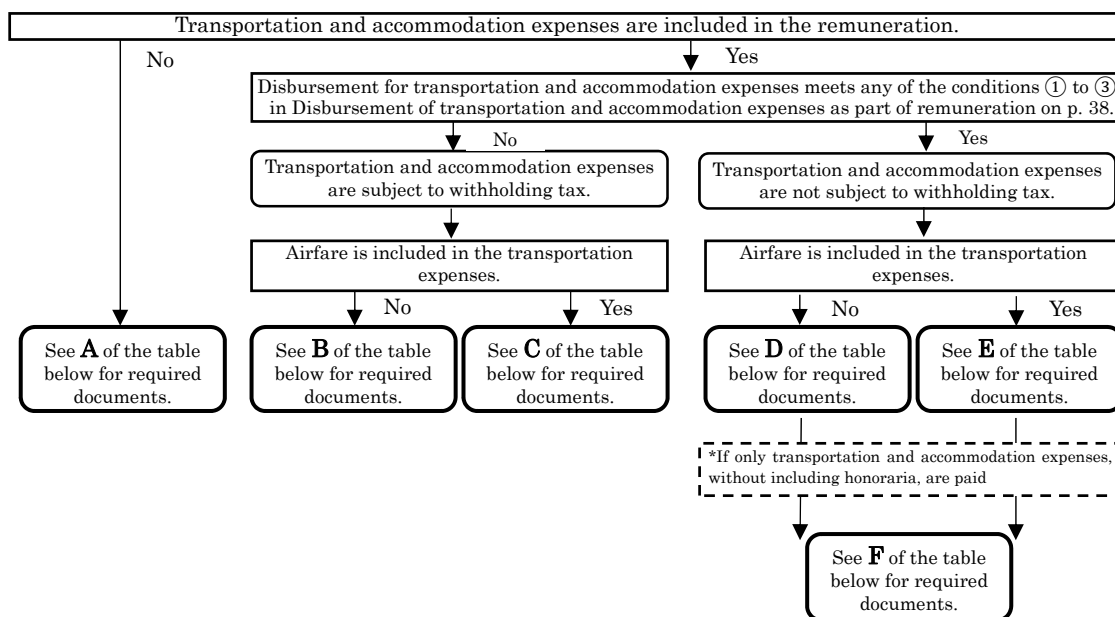 Transportation and accommodation expenses are included in the remuneration.
No
Yes
Disbursement for transportation and accommodation expenses meets any of the conditions ① to ③
in Disbursement of transportation and accommodation expenses as part of remuneration on p. 38.
No
Yes
Transportation and accommodation expenses
are subject to withholding tax.
Transportation and accommodation expenses
are not subject to withholding tax.
Airfare is included in the transportation
expenses.
Airfare is included in the transportation
expenses.
No
Yes
No
Yes
See A of the table
below for required
documents.
See B of the table
below for required
documents.
See C of the table
below for required
documents.
See D of the table
below for required
documents.
See E of the table
below for required
documents.
*If only transportation and accommodation expenses,
without including honoraria, are paid
See F of the table
below for required
documents.